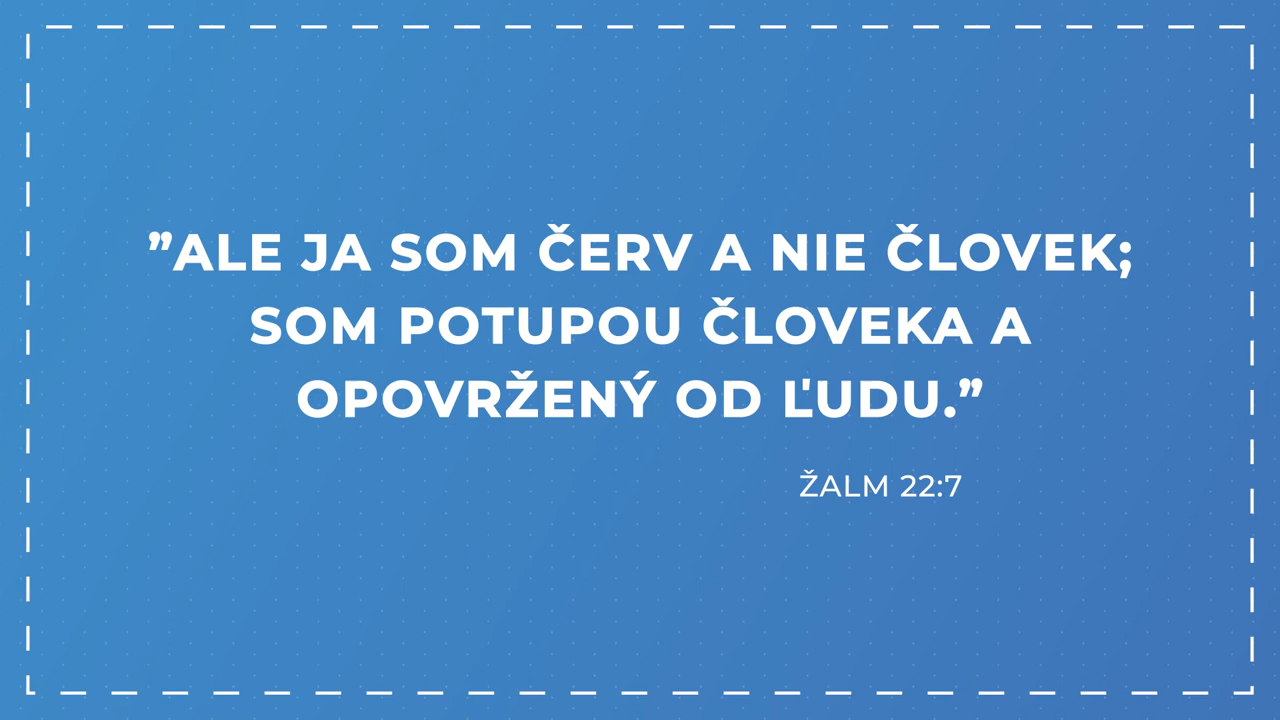 ”ALE JA SOM ČERV A NIE ČLOVEK;
SOM POTUPOU ČLOVEKA A
OPOVRŽENÝ OD ĽUDU.”
ŽALM 22:7